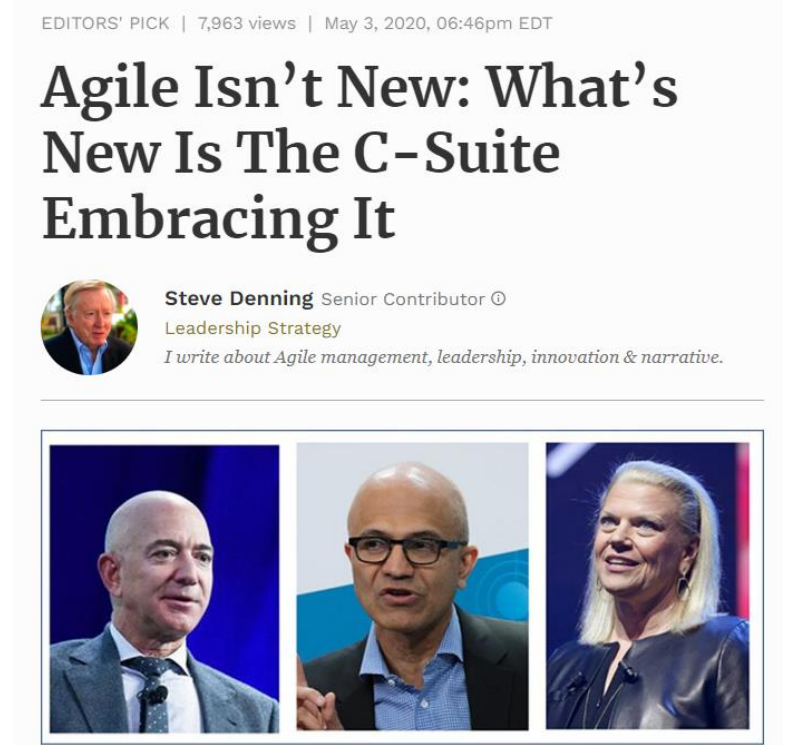 EDITORS' PICK | 7,963 views | May 3, 2020, 06:46pm EDT
Agile Isn’t New: What’s
New Is The C-Suite
Embracing It
Steve Denning Senior Contributor ⓘ
Leadership Strategy
I write about Agile management, leadership, innovation & narrative.